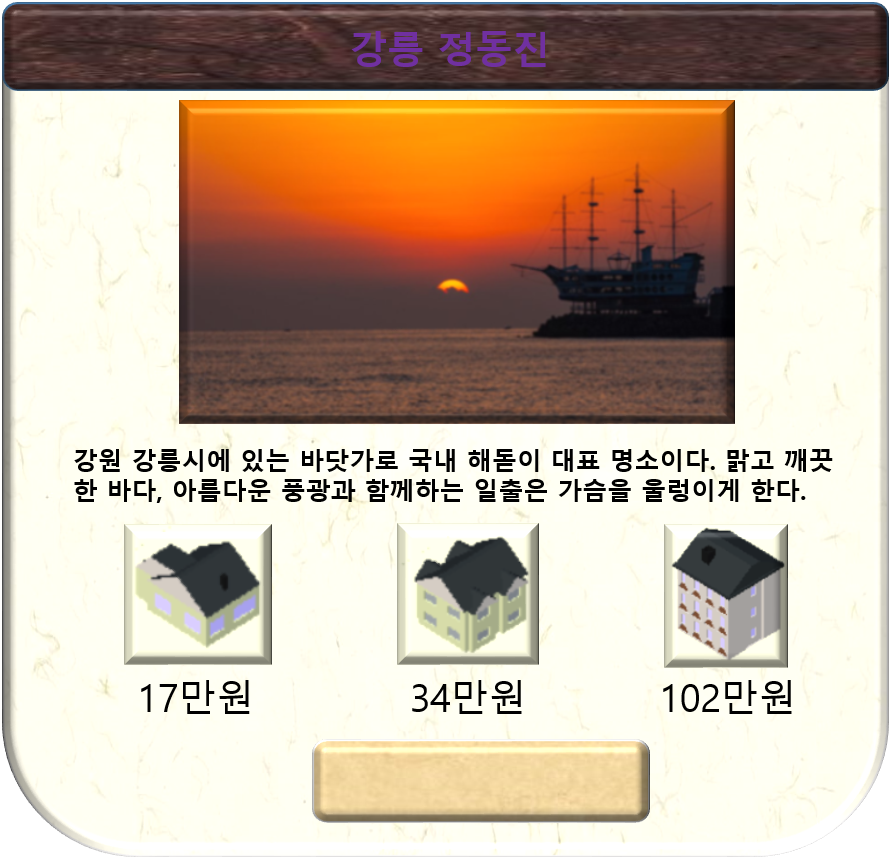 강릉 정동진
강원 강릉시에 있는 바닷가로 국내 해돋이 대표 명소이다. 맑고 깨끗
한 바다, 아름다운 풍광과 함께하는 일출은 가슴을 울렁이게 한다.
17만원 34만원 102만원